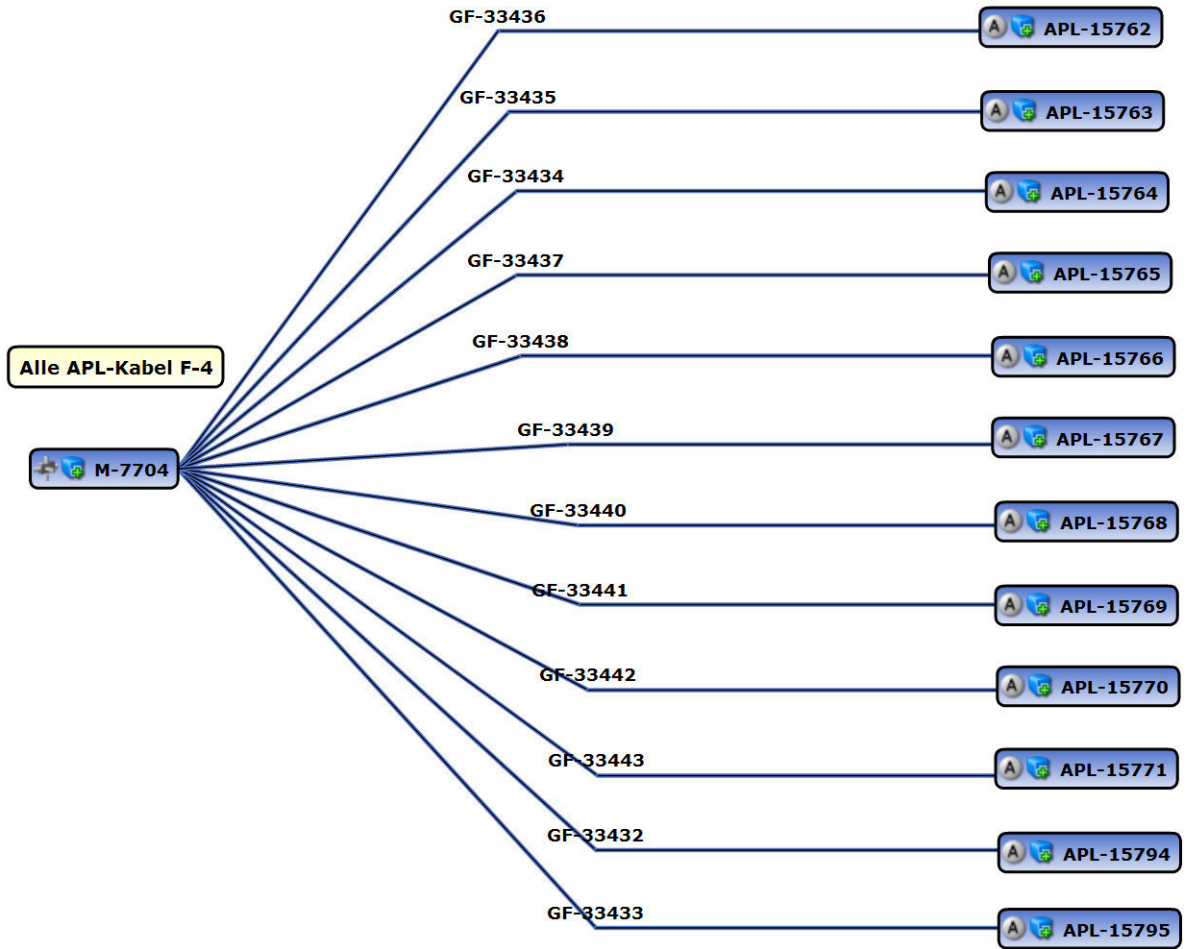 GF-33436
A APL-15762
GF-33435
A APL-15763
GF-33434
A APL-15764
GF-33437
A APL-15765
GF-33438
A APL-15766
Alle APL-Kabel F-4
GF-33439
A APL-15767
M-7704
GF-33440
A APL-15768
GF-33441
A APL-15769
GF-33442
A APL-15770
GF-33443
A APL-15771
GF-33432
A APL-15794
GF-33433
A APL-15795